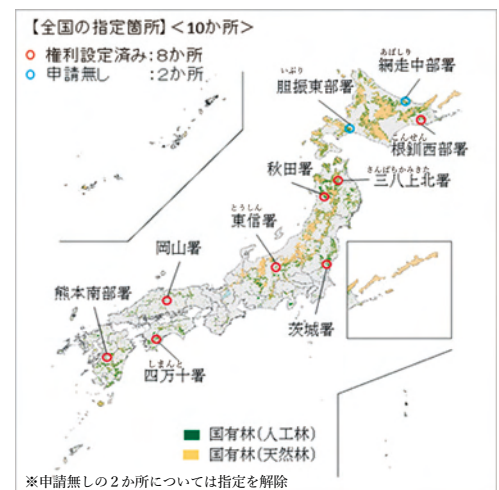 【全国の指定箇所】<10か所>
権利設定済み:8か所
申請無し :2か所
あばしり
網走中部署
いぶり
胆振東部署
こんせん
根釧西部署
秋田署
さんぱちかみきた
三八上北署
とうしん
東信署
岡山署
熊本南部署
茨城署
しまんと
四万十署
国有林(人工林)
国有林(天然林)
※申請無しの2か所については指定を解除